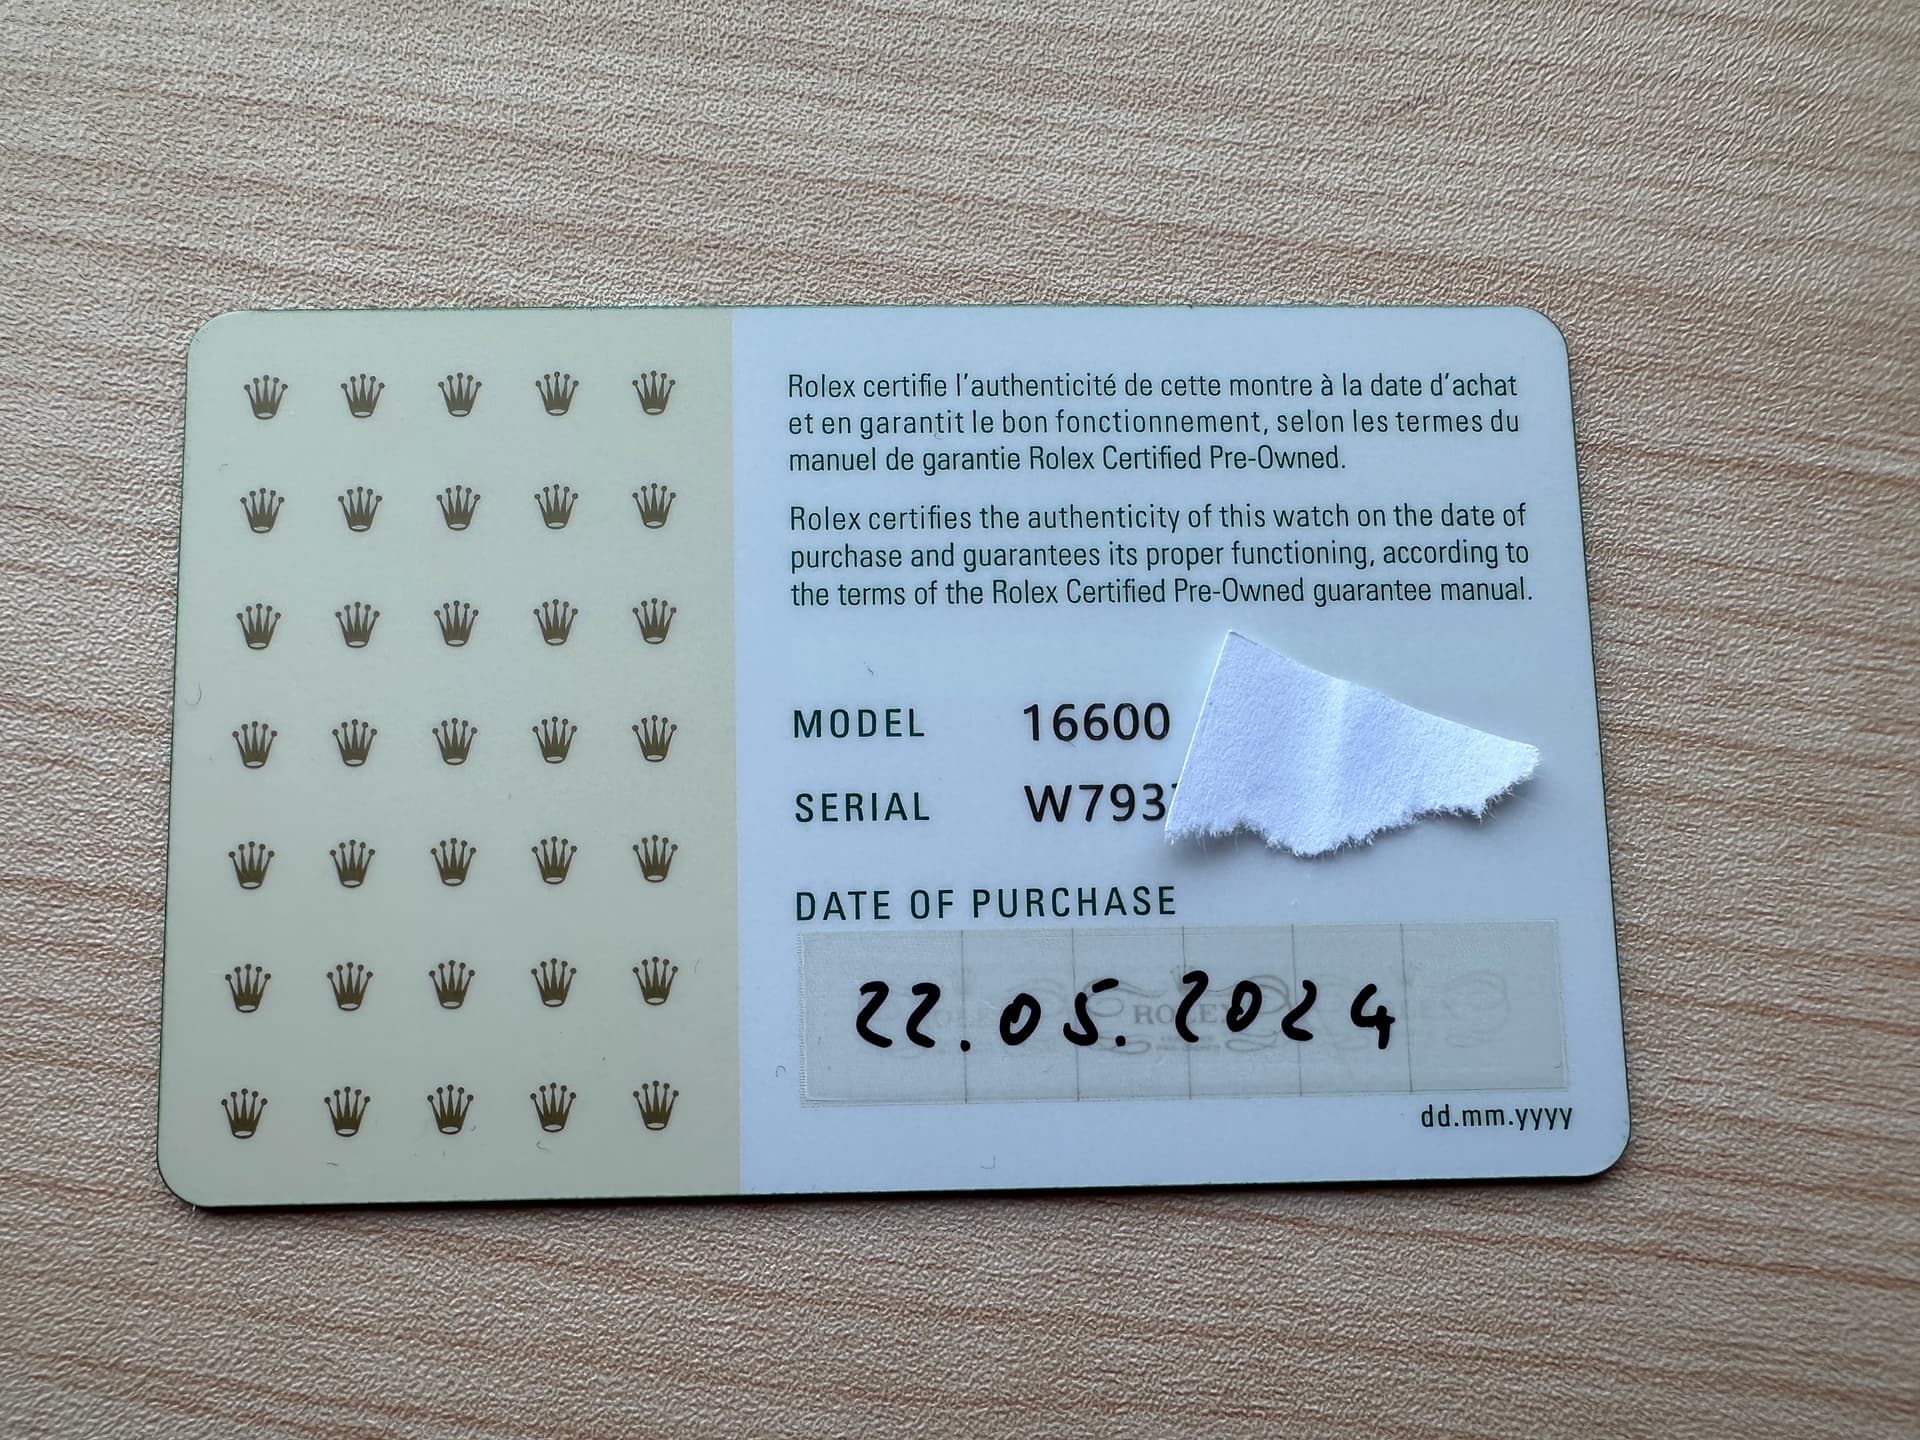 Rolex certifie l'authenticité de cette montre à la date d'achat
et en garantit le bon fonctionnement, selon les termes du
manuel de garantie Rolex Certified Pre-Owned.
Rolex certifies the authenticity of this watch on the date of
purchase and guarantees its proper functioning, according to
the terms of the Rolex Certified Pre-Owned guarantee manual.
MODEL 16600
SERIAL W793
DATE OF PURCHASE
22.05.2024
ROLEX
dd.mm.yyyy